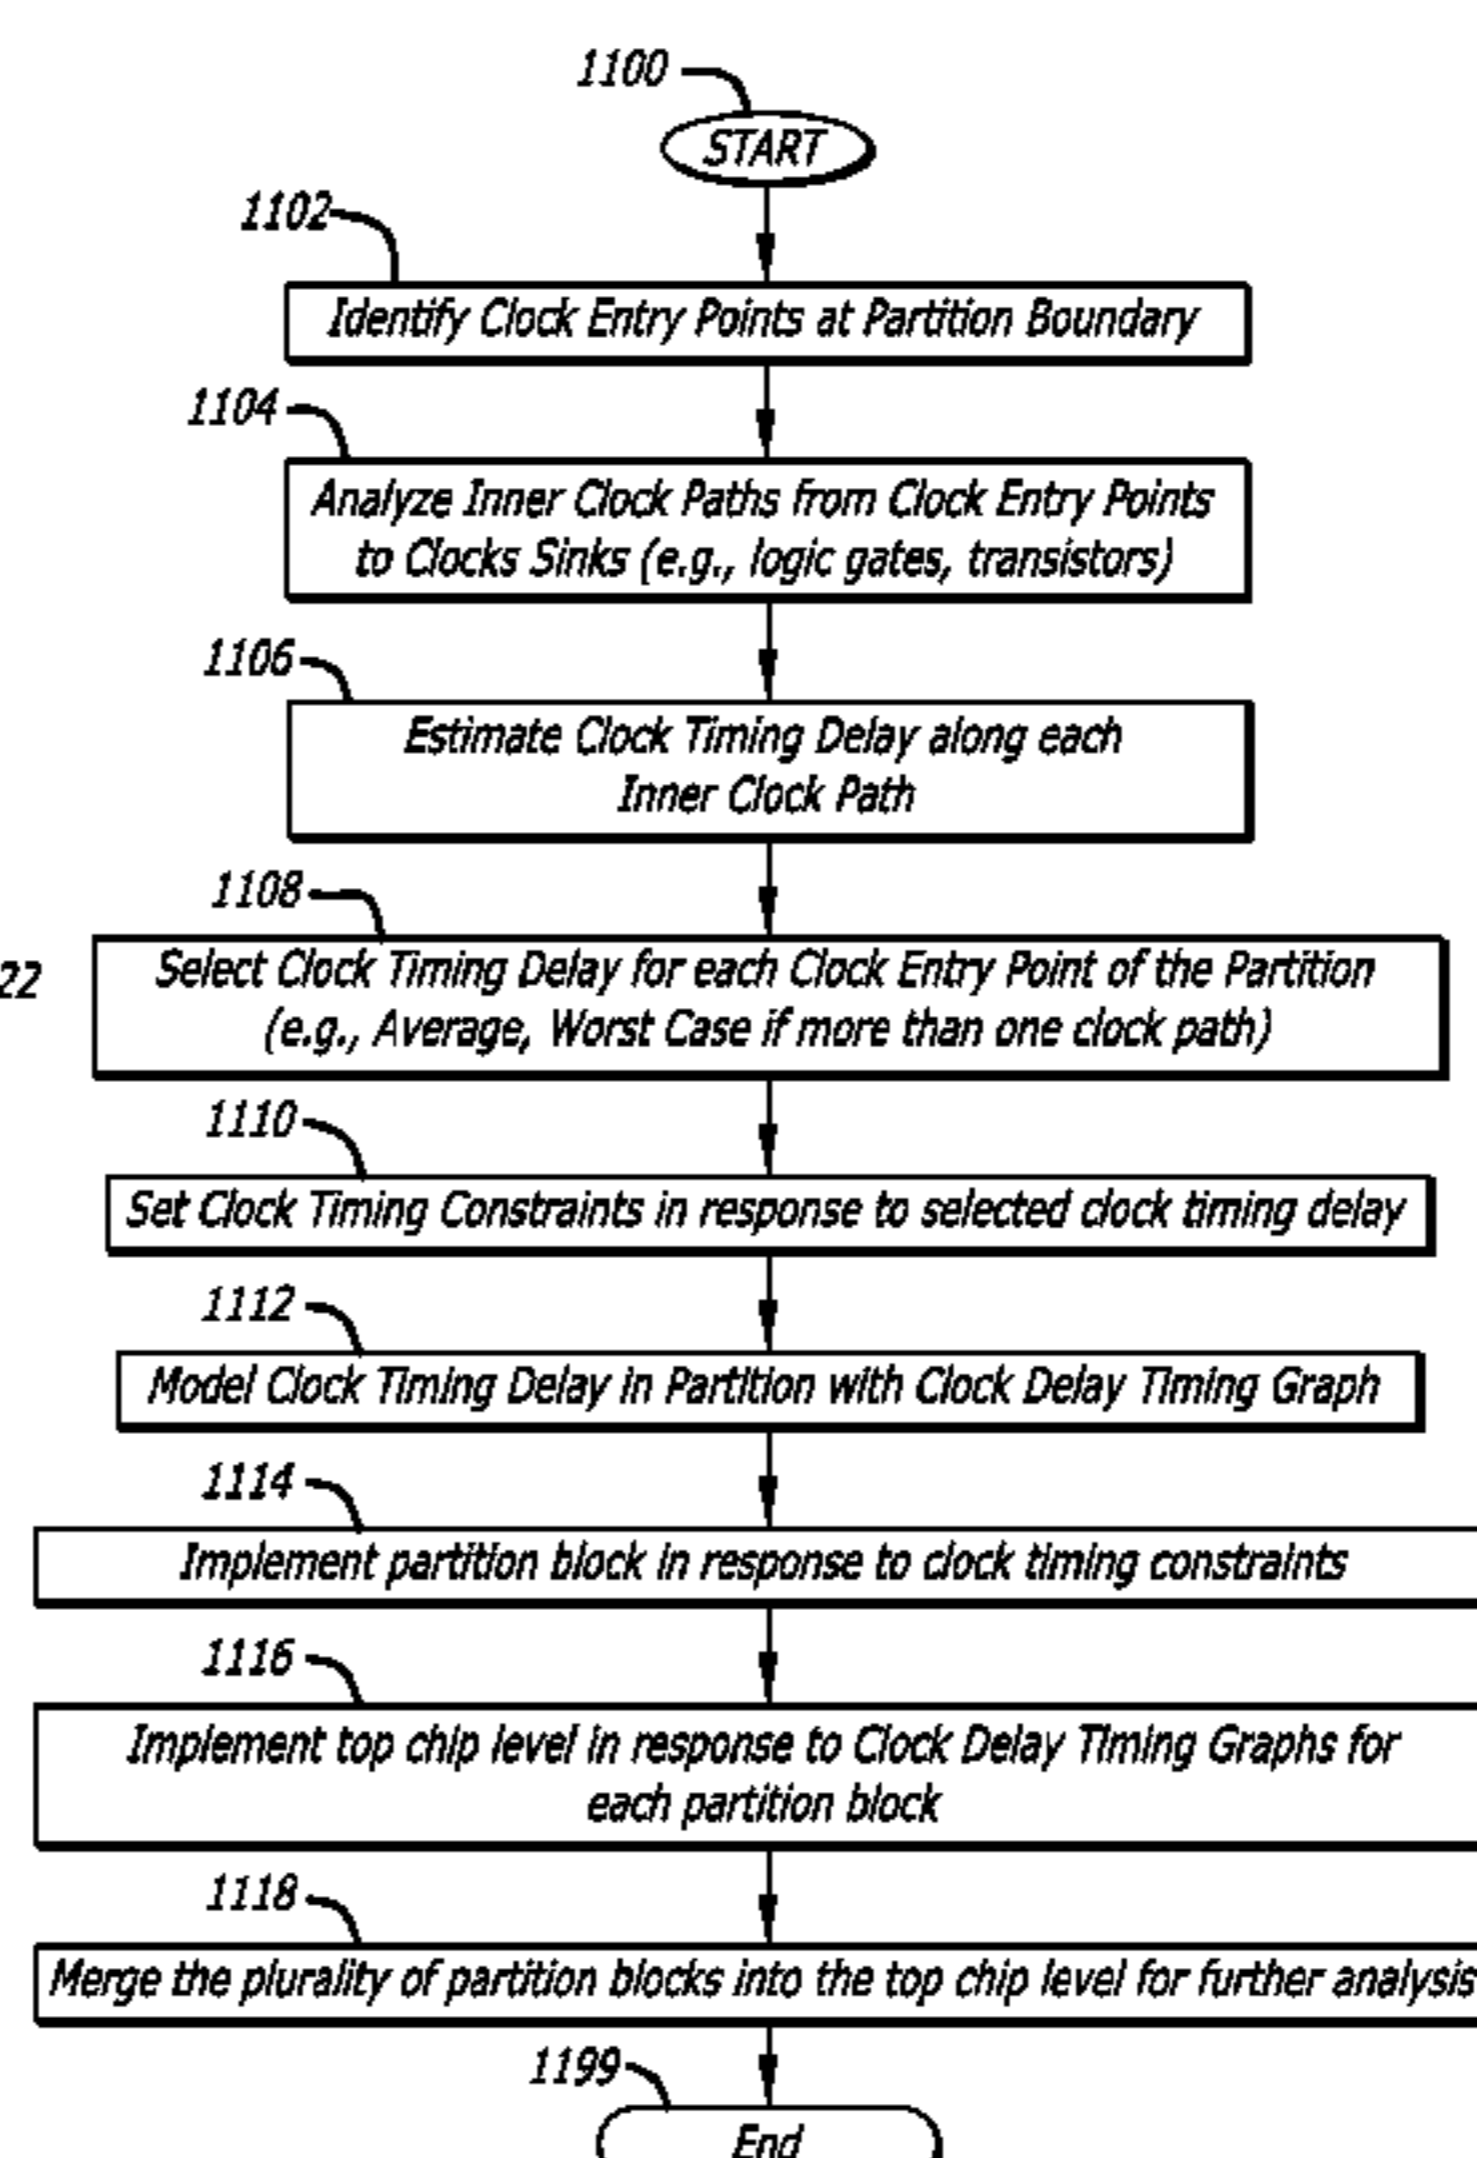 1100
START
1102
Identify Clock Entry Points at Partition Boundary
1104
Analyze Inner Clock Paths from Clock Entry Points
to Clocks Sinks (e.g., logic gates, transistors)
1106
Estimate Clock Timing Delay along each
Inner Clock Path
1108
22
Select Clock Timing Delay for each Clock Entry Point of the Partition
(e.g., Average, Worst Case if more than one clock path)
1110
Set Clock Timing Constraints in response to selected clock timing delay
1112
Model Clock Timing Delay in Partition with Clock Delay Timing Graph
1114
Implement partition block in response to clock timing constraints
1116
Implement top chip level in response to Clock Delay Timing Graphs for
each partition block
1118
Merge the plurality of partition blocks into the top chip level for further analysis
1199
End